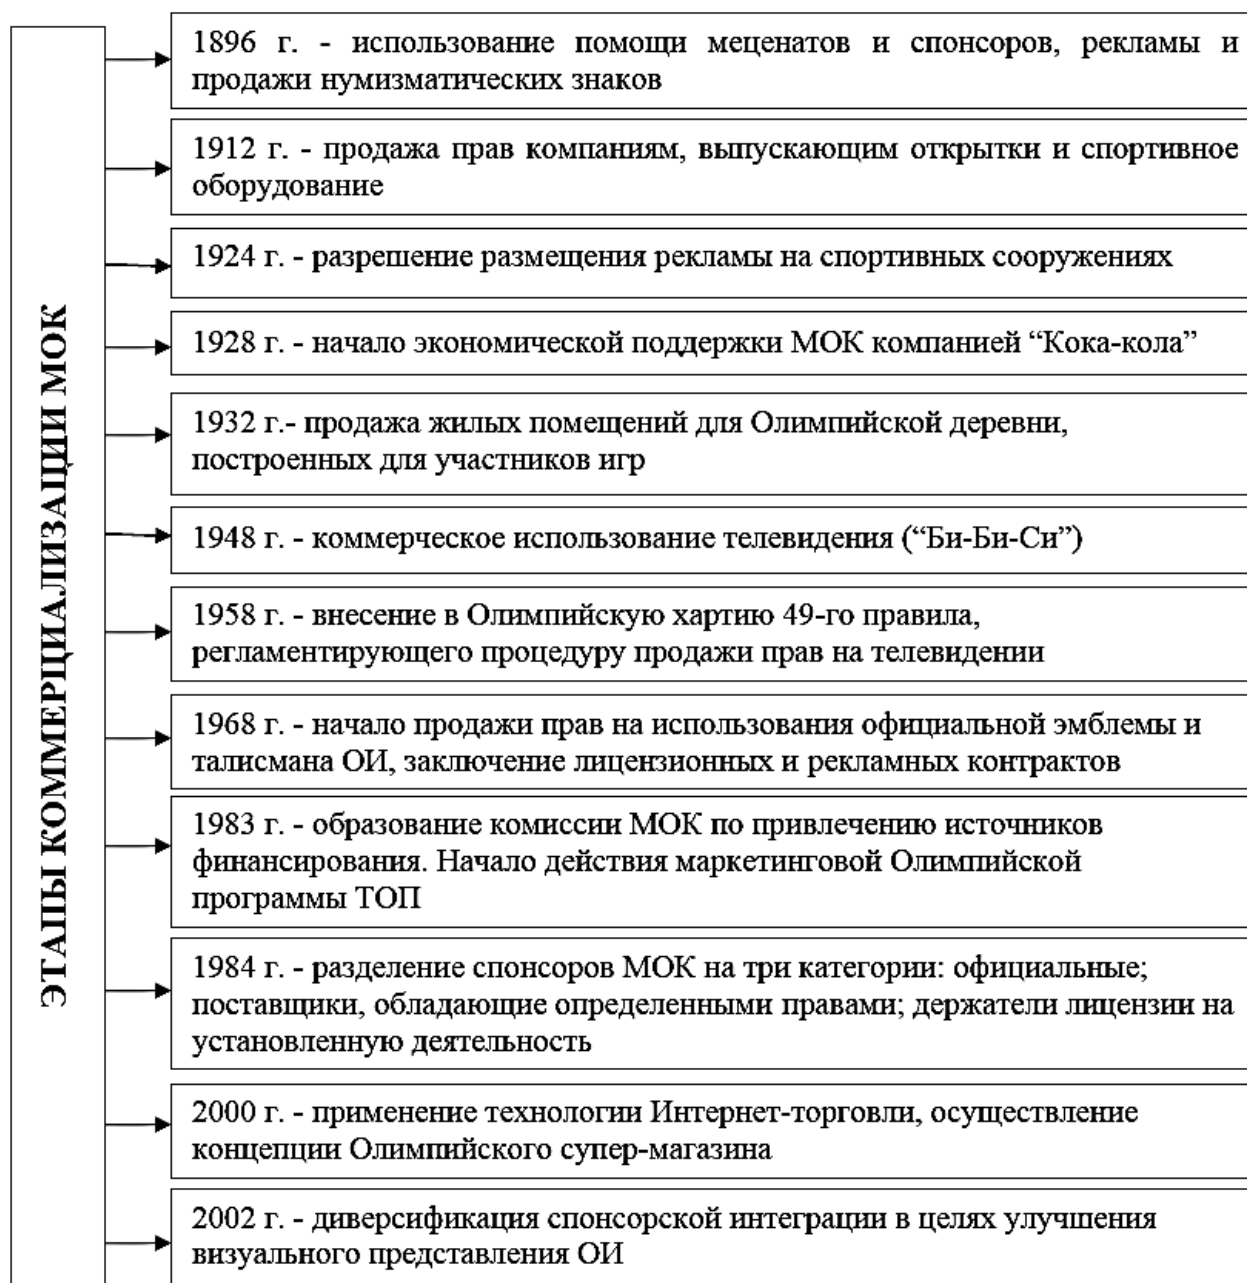 ЭТАПЫ КОММЕРЦИАЛИЗАЦИИ МОК
1896 г. - использование помощи меценатов и спонсоров, рекламы и
продажи нумизматических знаков
1912 г. - продажа прав компаниям, выпускающим открытки и спортивное
оборудование
1924 г. - разрешение размещения рекламы на спортивных сооружениях
1928 г. - начало экономической поддержки МОК компанией “Кока-кола”
1932 г.- продажа жилых помещений для Олимпийской деревни,
построенных для участников игр
1948 г. - коммерческое использование телевидения (“Би-Би-Си”)
1958 г. - внесение в Олимпийскую хартию 49-го правила,
регламентирующего процедуру продажи прав на телевидении
1968 г. - начало продажи прав на использования официальной эмблемы и
талисмана ОИ, заключение лицензионных и рекламных контрактов
1983 г. - образование комиссии МОК по привлечению источников
финансирования. Начало действия маркетинговой Олимпийской
программы ТОП
1984 г. - разделение спонсоров МОК на три категории: официальные;
поставщики, обладающие определенными правами; держатели лицензии на
установленную деятельность
2000 г. - применение технологии Интернет-торговли, осуществление
концепции Олимпийского супер-магазина
2002 г. - диверсификация спонсорской интеграции в целях улучшения
визуального представления ОИ